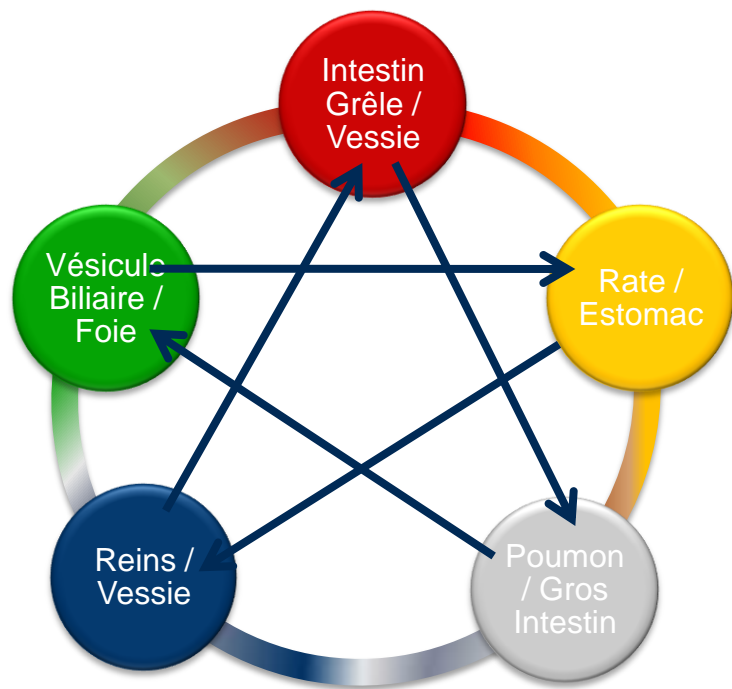 Intestin
Grêle /
Vessie
Vésicule
Biliaire /
Foie
Rate /
Estomac
Reins /
Vessie
Poumon
/ Gros
Intestin